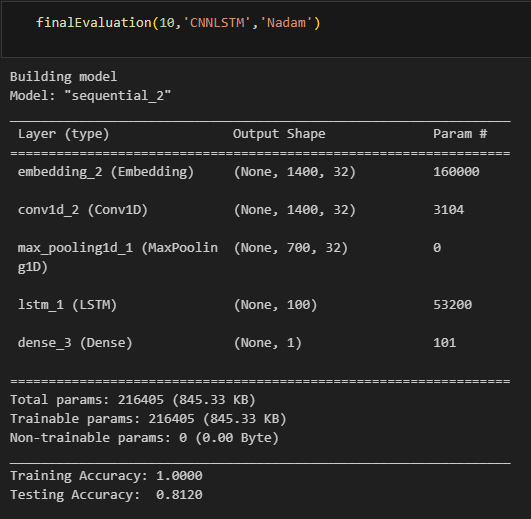 finalEvaluation(10,'CNNLSTM','Nadam')
Building model
Model: "sequential_2"
_________________________________________________________________
Layer (type) Output Shape Param #
=================================================================
embedding_2 (Embedding) (None, 1400, 32) 160000
conv1d_2 (Conv1D) (None, 1400, 32) 3104
max_pooling1d_1 (MaxPoolin (None, 700, 32) 0
g1D)
lstm_1 (LSTM) (None, 100) 53200
dense_3 (Dense) (None, 1) 101
=================================================================
Total params: 216405 (845.33 KB)
Trainable params: 216405 (845.33 KB)
Non-trainable params: 0 (0.00 Byte)
_________________________________________________________________
Training Accuracy: 1.0000
Testing Accuracy:  0.8120